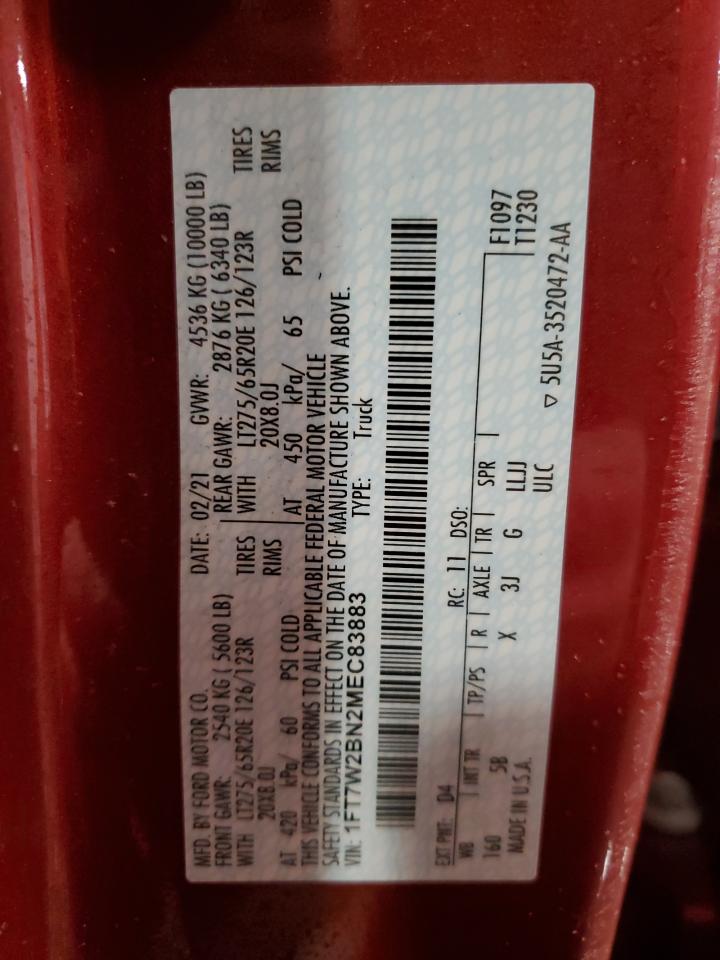 MFD. BY FORD MOTOR CO.
DATE: 02/21 GVWR: 4536 KG (10000 LB)
FRONT GAWR: 2540 KG ( 5600 LB) REAR GAWR: 2876 KG ( 6340 LB)
WITH LT275/65R20E 126/123R TIRES WITH LT275/65R20E 126/123R TIRES
20X8.0J RIMS 20X8.0J RIMS
AT 420 kPa/ 60 PSI COLD AT 450 kPa/ 65 PSI COLD
THIS VEHICLE CONFORMS TO ALL APPLICABLE FEDERAL MOTOR VEHICLE
SAFETY STANDARDS IN EFFECT ON THE DATE OF MANUFACTURE SHOWN ABOVE.
VIN: 1FT7W2BN2MEC83883 TYPE: Truck
EXT PNT: D4 RC: 11 DSO:
WB INT TR TP/PS R AXLE TR SPR F1097
160 5B X 3J G LLJJ T1230
MADE IN U.S.A. ULC
▽ 5U5A-3520472-AA